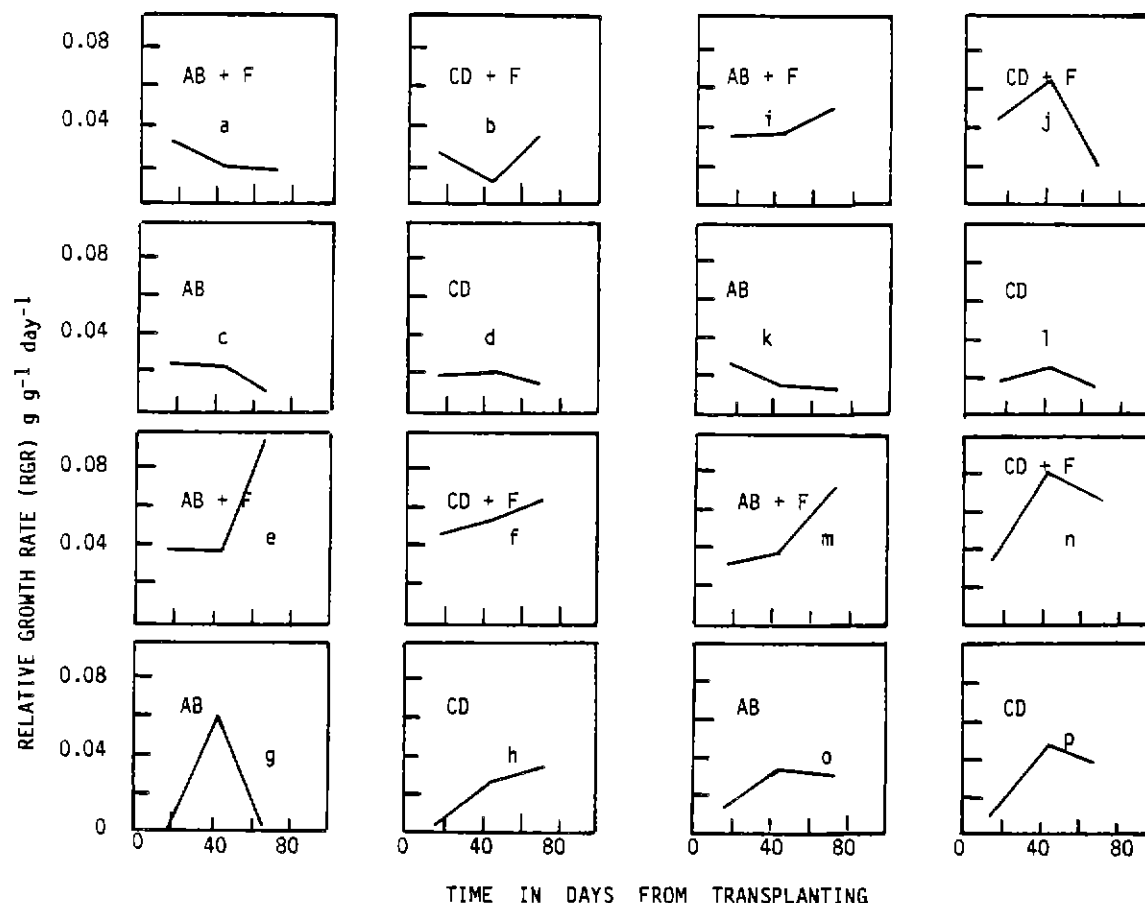 0.08
AB + F
CD + F
AB + F
CD + F
0.04
a
b
i
j
0.08
AB
CD
AB
CD
0.04
c
d
k
l
0.08
AB + F
CD + F
AB + F
CD + F
0.04
e
f
m
n
0.08
AB
CD
AB
CD
0.04
g
h
o
p
0
0 40 80
0 40 80
0 40 80
0 40 80
RELATIVE GROWTH RATE (RGR) g g⁻¹ day⁻¹
TIME IN DAYS FROM TRANSPLANTING